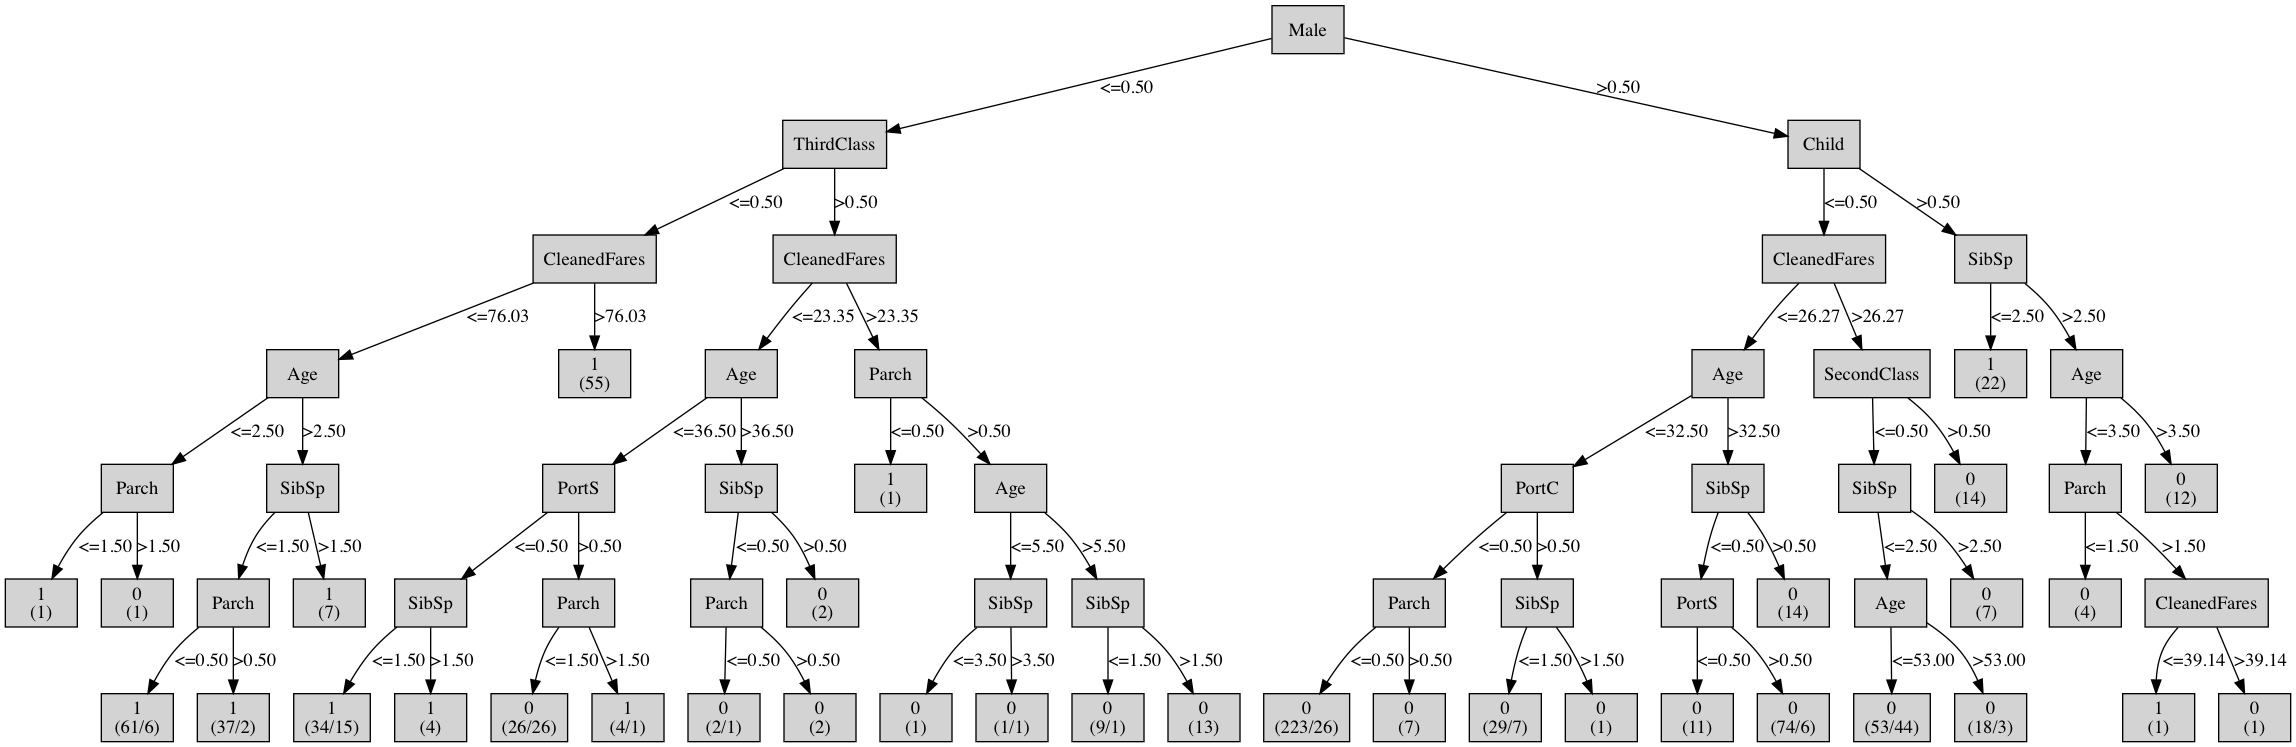 Male
<=0.50 >0.50
ThirdClass Child
<=0.50 >0.50 <=0.50 >0.50
CleanedFares CleanedFares CleanedFares SibSp
<=76.03 >76.03 <=23.35 >23.35 <=26.27 >26.27 <=2.50 >2.50
Age 1 Age Parch Age SecondClass 1 Age
(55) (22)
<=2.50 >2.50 <=36.50 >36.50 <=0.50 >0.50 <=32.50 >32.50 <=0.50 >0.50 <=3.50 >3.50
Parch SibSp PortS SibSp 1 Age PortC SibSp SibSp 0 Parch 0
(1) (14) (12)
<=1.50 >1.50 <=1.50 >1.50 <=0.50 >0.50 <=0.50 >0.50 <=5.50 >5.50 <=0.50 >0.50 <=0.50 >0.50 <=2.50 >2.50 <=1.50 >1.50
1 0 Parch 1 SibSp Parch Parch 0 SibSp SibSp Parch SibSp PortS 0 Age 0 0 CleanedFares
(1) (1) (7) (2) (14) (7) (4)
<=0.50 >0.50 <=1.50 >1.50 <=1.50 >1.50 <=0.50 >0.50 <=3.50 >3.50 <=1.50 >1.50 <=0.50 >0.50 <=1.50 >1.50 <=0.50 >0.50 <=53.00 >53.00 <=39.14 >39.14
1 1 1 1 0 1 0 0 0 0 0 0 0 0 0 0 0 0 0 0 1 0
(61/6) (37/2) (34/15) (4) (26/26) (4/1) (2/1) (2) (1) (1/1) (9/1) (13) (223/26) (7) (29/7) (1) (11) (74/6) (53/44) (18/3) (1) (1)